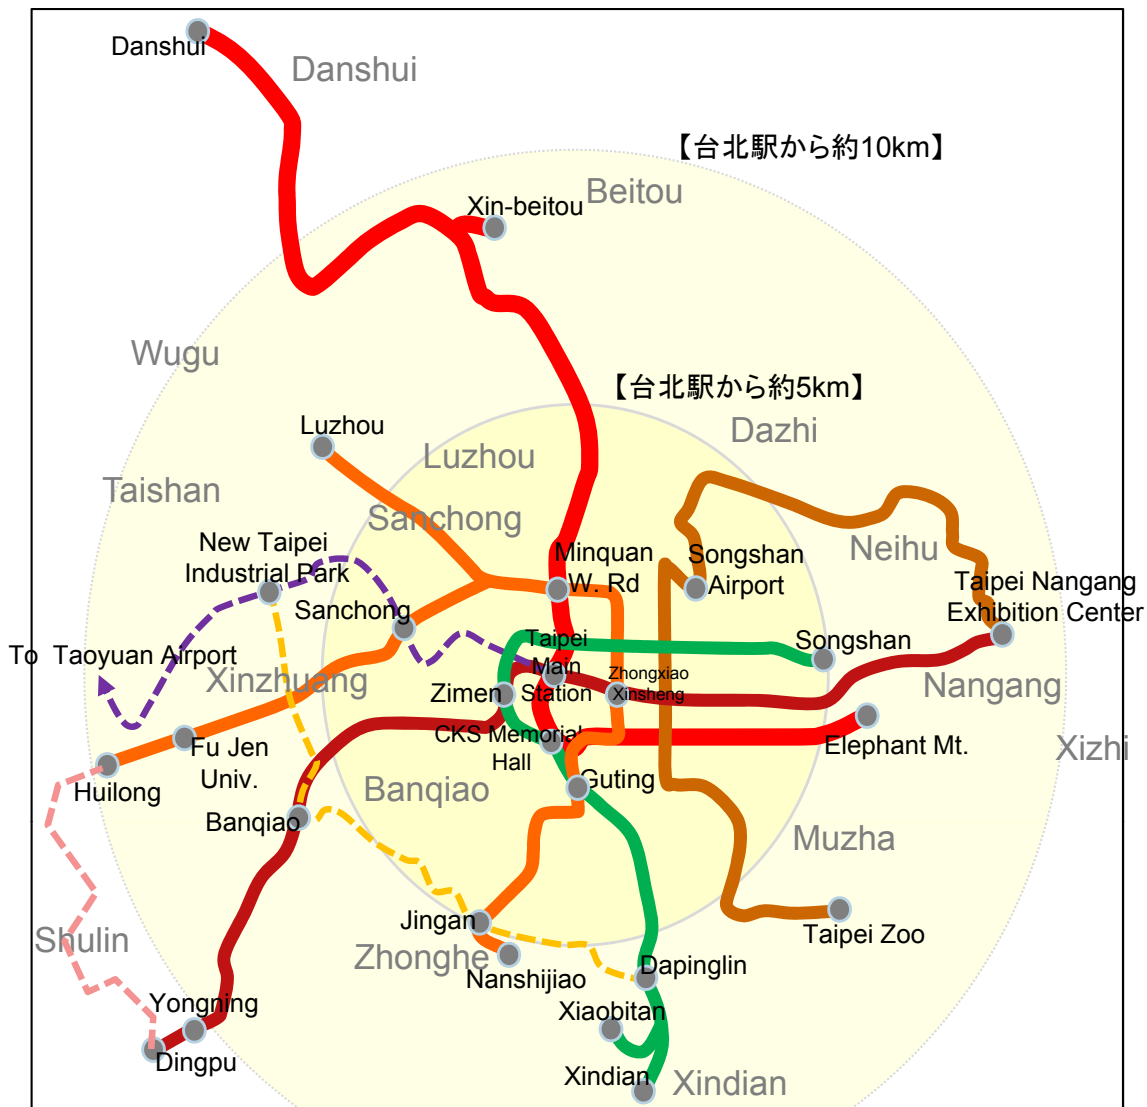 Danshui
Danshui
【台北駅から約10km】
Beitou
Xin-beitou
Wugu
【台北駅から約5km】
Dazhi
Luzhou
Luzhou
Taishan
Sanchong
New Taipei
Industrial Park
Minquan
W. Rd
Songshan
Airport
Neihu
Taipei Nangang
Exhibition Center
Sanchong
To Taoyuan Airport
Taipei
Main
Station
Songshan
Xinzhuang
Zimen
Zhongxiao
Xinsheng
Nangang
CKS Memorial
Hall
Elephant Mt.
Xizhi
Fu Jen
Univ.
Huilong
Banqiao
Guting
Banqiao
Muzha
Jingan
Taipei Zoo
Shulin
Zhonghe
Nanshijiao
Dapinglin
Yongning
Xiaobitan
Dingpu
Xindian
Xindian